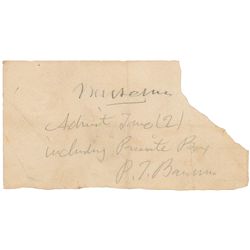 Admit Two (2)
including Private Box
P. T. Barnum